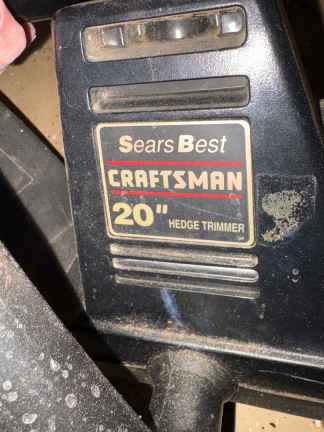 Sears Best
CRAFTSMAN
20" HEDGE TRIMMER